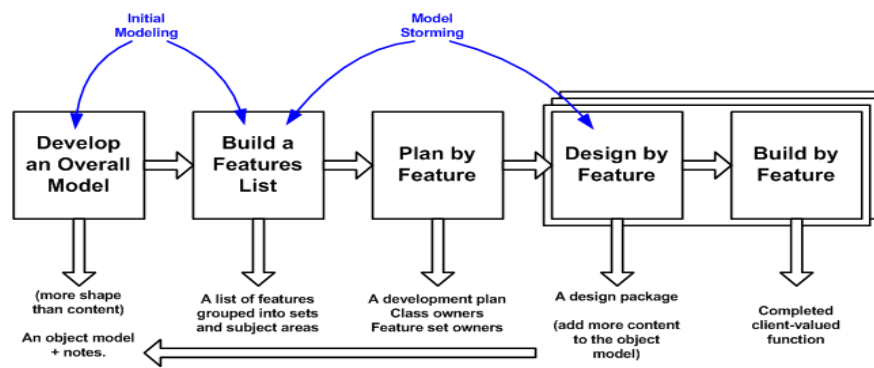 Initial
Modeling
Model
Storming
Develop
an Overall
Model
Build a
Features
List
Plan by
Feature
Design by
Feature
Build by
Feature
(more shape
than content)
An object model
+ notes.
A list of features
grouped into sets
and subject areas
A development plan
Class owners
Feature set owners
A design package
(add more content
to the object
model)
Completed
client-valued
function